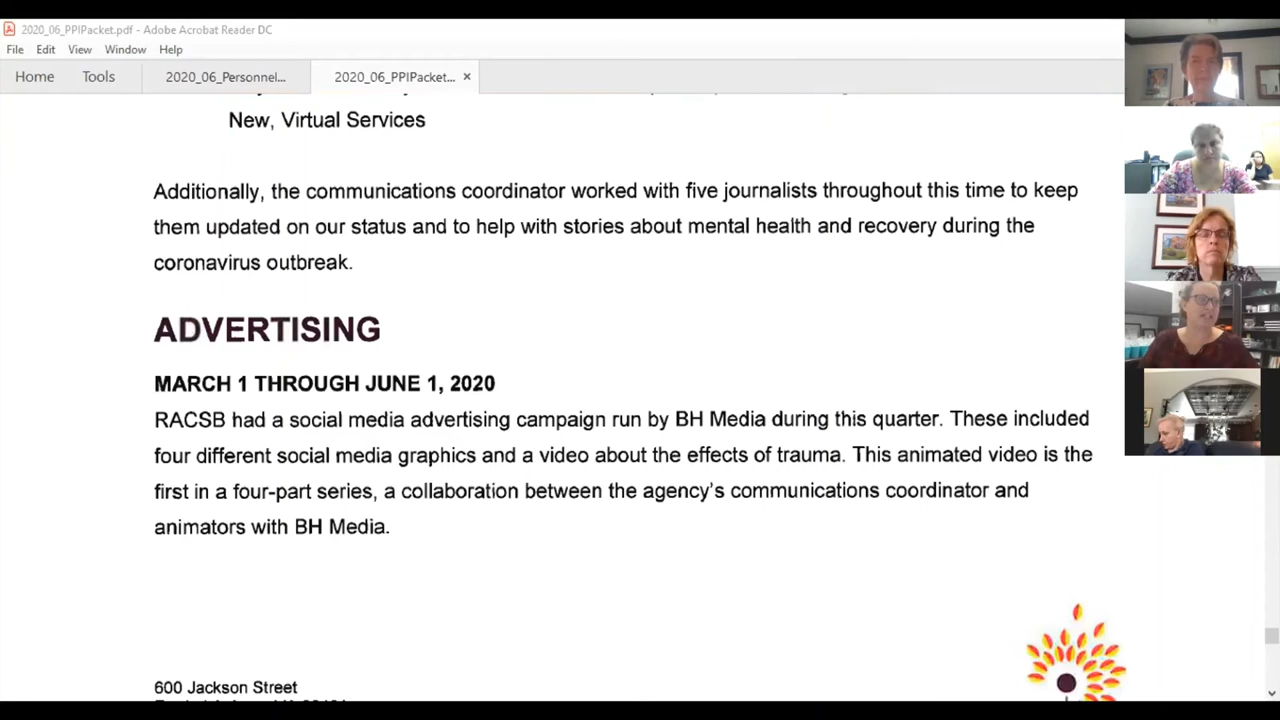 2020_06_PPIPacket.pdf - Adobe Acrobat Reader DC
File Edit View Window Help
Home Tools 2020_06_Personnel... 2020_06_PPIPacket... ×
New, Virtual Services
Additionally, the communications coordinator worked with five journalists throughout this time to keep
them updated on our status and to help with stories about mental health and recovery during the
coronavirus outbreak.
ADVERTISING
MARCH 1 THROUGH JUNE 1, 2020
RACSB had a social media advertising campaign run by BH Media during this quarter. These included
four different social media graphics and a video about the effects of trauma. This animated video is the
first in a four-part series, a collaboration between the agency's communications coordinator and
animators with BH Media.
600 Jackson Street